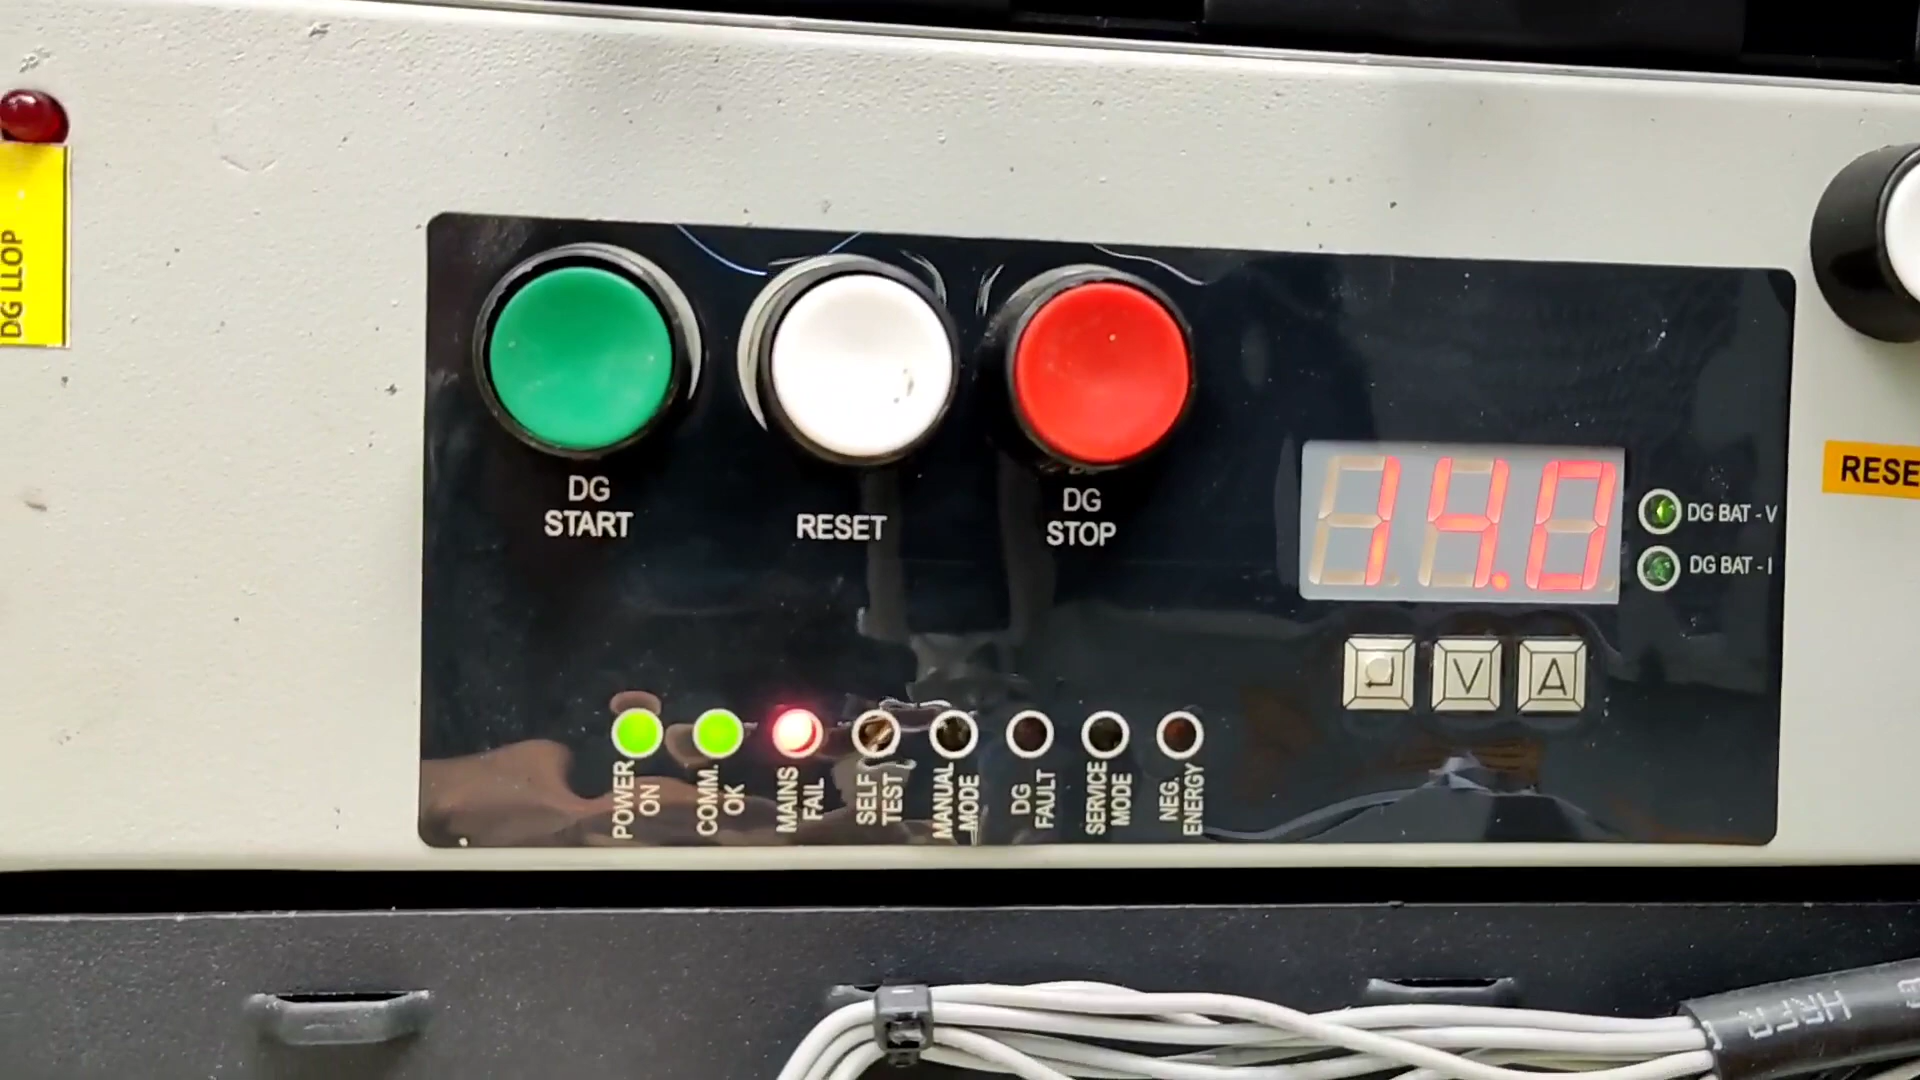 DG LLOP
DG
START
RESET
DG
STOP
14.0
DG BAT - V
DG BAT - I
RESE
V
A
POWER
ON
COMM.
OK
MAINS
FAIL
SELF
TEST
MANUAL
MODE
DG
FAULT
SERVICE
MODE
NEG.
ENERGY
HRFR